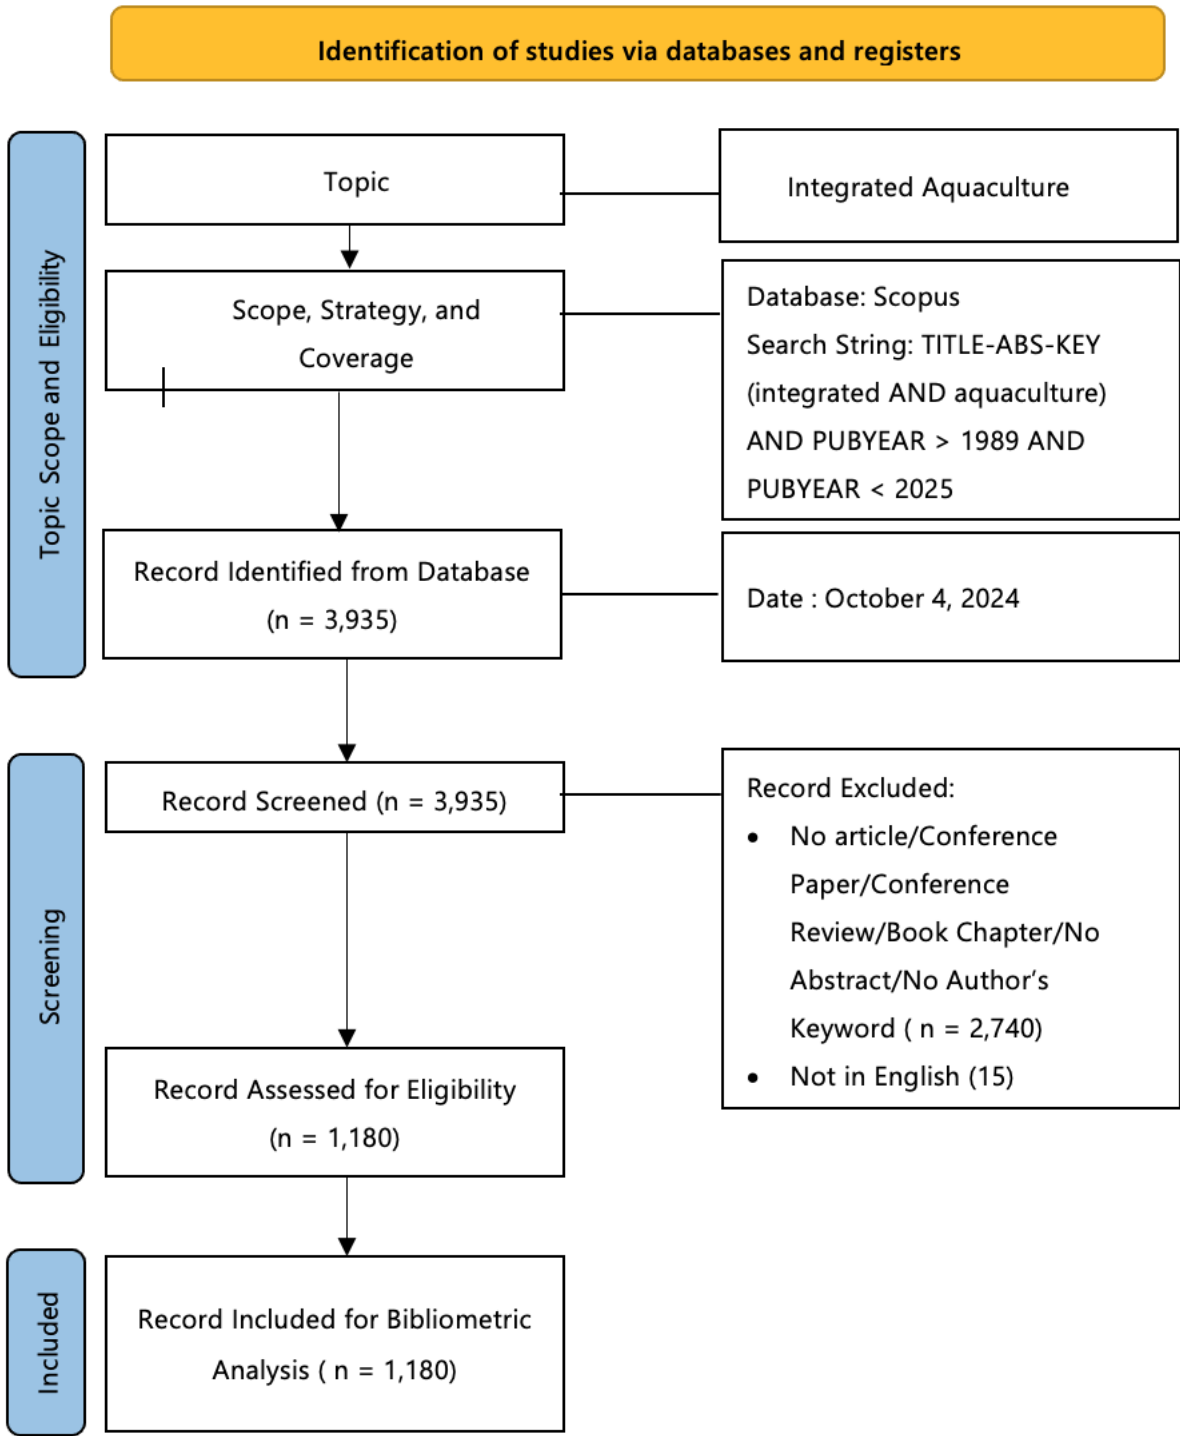 Identification of studies via databases and registers
Topic Scope and Eligibility
Topic
Integrated Aquaculture
Scope, Strategy, and
Coverage
Database: Scopus
Search String: TITLE-ABS-KEY
(integrated AND aquaculture)
AND PUBYEAR > 1989 AND
PUBYEAR < 2025
Record Identified from Database
(n = 3,935)
Date : October 4, 2024
Screening
Record Screened (n = 3,935)
Record Excluded:
• No article/Conference
Paper/Conference
Review/Book Chapter/No
Abstract/No Author's
Keyword ( n = 2,740)
• Not in English (15)
Record Assessed for Eligibility
(n = 1,180)
Included
Record Included for Bibliometric
Analysis ( n = 1,180)